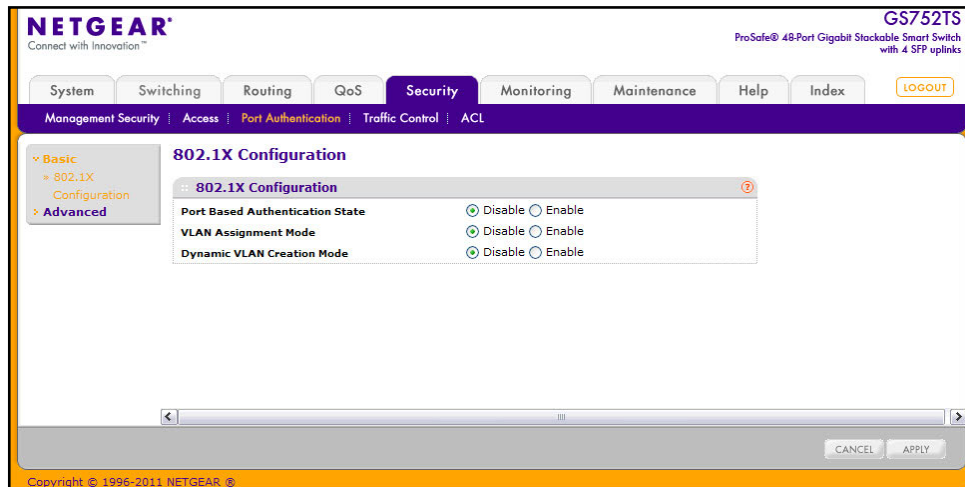 NETGEAR®
Connect with Innovation™
GS752TS
ProSafe® 48-Port Gigabit Stackable Smart Switch
with 4 SFP uplinks
System Switching Routing QoS Security Monitoring Maintenance Help Index LOGOUT
Management Security Access Port Authentication Traffic Control ACL
Basic
802.1X
Configuration
Advanced
802.1X Configuration
802.1X Configuration ?
Port Based Authentication State Disable Enable
VLAN Assignment Mode Disable Enable
Dynamic VLAN Creation Mode Disable Enable
CANCEL APPLY
Copyright © 1996-2011 NETGEAR ®